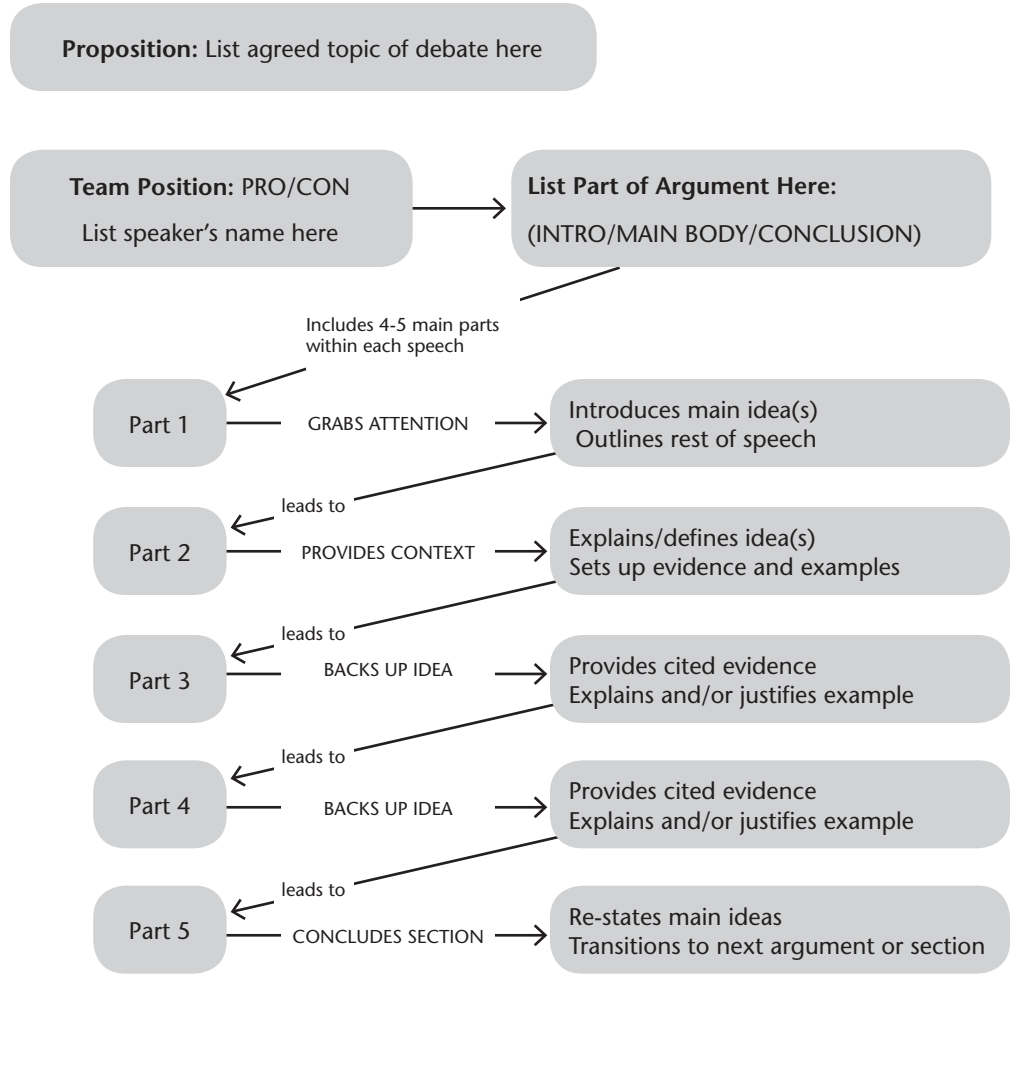 Proposition: List agreed topic of debate here
Team Position: PRO/CON
List speaker's name here
List Part of Argument Here:
(INTRO/MAIN BODY/CONCLUSION)
Includes 4-5 main parts
within each speech
Part 1
GRABS ATTENTION
Introduces main idea(s)
Outlines rest of speech
leads to
Part 2
PROVIDES CONTEXT
Explains/defines idea(s)
Sets up evidence and examples
leads to
Part 3
BACKS UP IDEA
Provides cited evidence
Explains and/or justifies example
leads to
Part 4
BACKS UP IDEA
Provides cited evidence
Explains and/or justifies example
leads to
Part 5
CONCLUDES SECTION
Re-states main ideas
Transitions to next argument or section